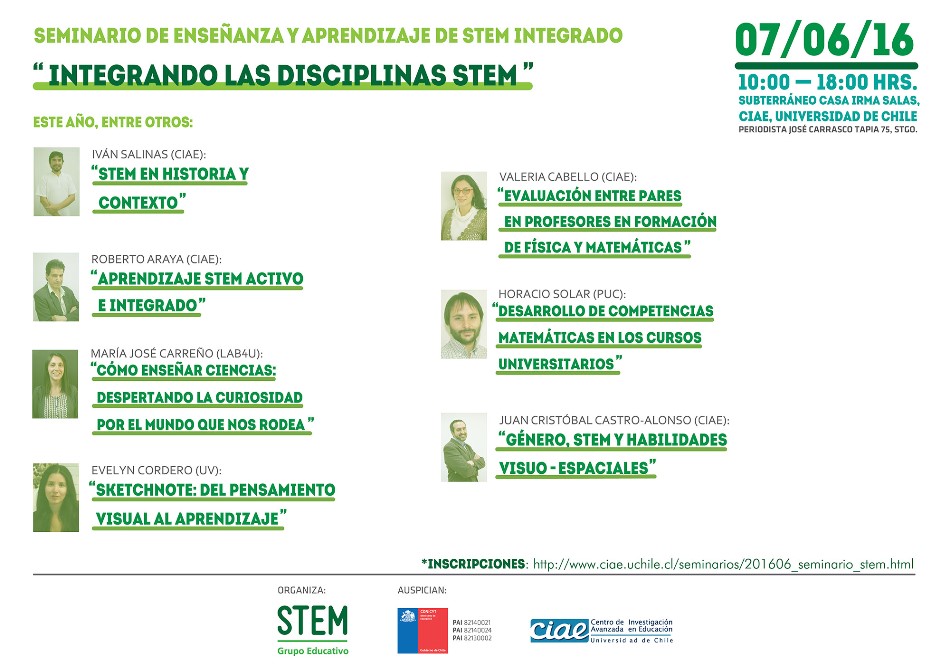 SEMINARIO DE ENSEÑANZA Y APRENDIZAJE DE STEM INTEGRADO
“ INTEGRANDO LAS DISCIPLINAS STEM ”
07/06/16
10:00 — 18:00 HRS.
SUBTERRÁNEO CASA IRMA SALAS,
CIAE, UNIVERSIDAD DE CHILE
PERIODISTA JOSÉ CARRASCO TAPIA 75, STGO.
ESTE AÑO, ENTRE OTROS:
IVÁN SALINAS (CIAE):
“STEM EN HISTORIA Y
CONTEXTO”
ROBERTO ARAYA (CIAE):
“APRENDIZAJE STEM ACTIVO
E INTEGRADO”
MARÍA JOSÉ CARREÑO (LAB4U):
“CÓMO ENSEÑAR CIENCIAS:
DESPERTANDO LA CURIOSIDAD
POR EL MUNDO QUE NOS RODEA ”
EVELYN CORDERO (UV):
“SKETCHNOTE: DEL PENSAMIENTO
VISUAL AL APRENDIZAJE”
VALERIA CABELLO (CIAE):
“EVALUACIÓN ENTRE PARES
EN PROFESORES EN FORMACIÓN
DE FÍSICA Y MATEMÁTICAS ”
HORACIO SOLAR (PUC):
“DESARROLLO DE COMPETENCIAS
MATEMÁTICAS EN LOS CURSOS
UNIVERSITARIOS”
JUAN CRISTÓBAL CASTRO-ALONSO (CIAE):
“GÉNERO, STEM Y HABILIDADES
VISUO - ESPACIALES”
*INSCRIPCIONES: http://www.ciae.uchile.cl/seminarios/201606_seminario_stem.html
ORGANIZA:
STEM
Grupo Educativo
AUSPICIAN:
CONICYT
Gobierno de Chile
PAI 82140021
PAI 82140024
PAI 82130002
ciae
Centro de Investigación
Avanzada en Educación
Universidad de Chile